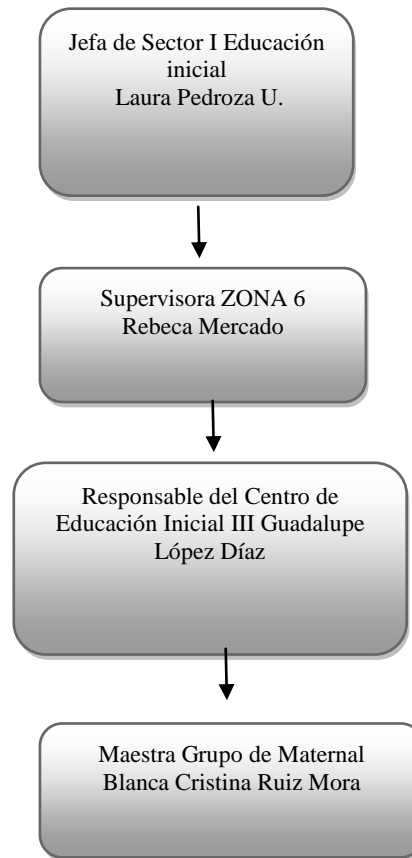 Jefa de Sector I Educación
inicial
Laura Pedroza U.
Supervisora ZONA 6
Rebeca Mercado
Responsable del Centro de
Educación Inicial III Guadalupe
López Díaz
Maestra Grupo de Maternal
Blanca Cristina Ruiz Mora